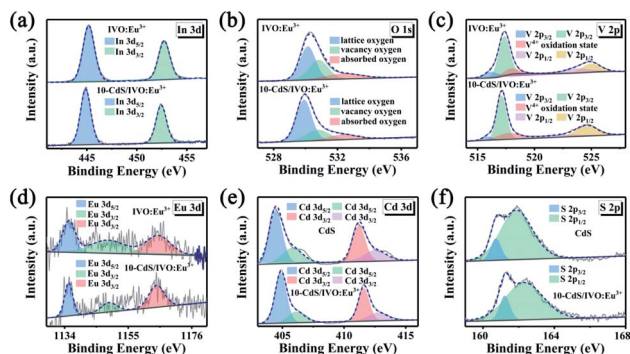 (a)
In 3d
IVO:Eu³⁺
In 3d₅/₂
In 3d₃/₂
10-CdS/IVO:Eu³⁺
In 3d₅/₂
In 3d₃/₂
Intensity (a.u.)
445
450
455
Binding Energy (eV)
(b)
O 1s
IVO:Eu³⁺
lattice oxygen
vacancy oxygen
absorbed oxygen
10-CdS/IVO:Eu³⁺
lattice oxygen
vacancy oxygen
absorbed oxygen
Intensity (a.u.)
528
532
536
Binding Energy (eV)
(c)
V 2p
IVO:Eu³⁺
V 2p₃/₂
V 2p₃/₂
V⁴⁺ oxidation state
V 2p₁/₂
V 2p₁/₂
10-CdS/IVO:Eu³⁺
V 2p₃/₂
V 2p₃/₂
V⁴⁺ oxidation state
V 2p₁/₂
V 2p₁/₂
Intensity (a.u.)
515
520
525
Binding Energy (eV)
(d)
Eu 3d
Eu 3d₅/₂
Eu 3d₃/₂
Eu 3d₃/₂
IVO:Eu³⁺
Eu 3d₅/₂
Eu 3d₃/₂
Eu 3d₃/₂
10-CdS/IVO:Eu³⁺
Intensity (a.u.)
1134
1155
1176
Binding Energy (eV)
(e)
Cd 3d
Cd 3d₅/₂
Cd 3d₅/₂
Cd 3d₃/₂
Cd 3d₃/₂
CdS
Cd 3d₅/₂
Cd 3d₅/₂
Cd 3d₃/₂
Cd 3d₃/₂
10-CdS/IVO:Eu³⁺
Intensity (a.u.)
405
410
415
Binding Energy (eV)
(f)
S 2p
S 2p₃/₂
S 2p₁/₂
CdS
S 2p₃/₂
S 2p₁/₂
10-CdS/IVO:Eu³⁺
Intensity (a.u.)
160
164
168
Binding Energy (eV)